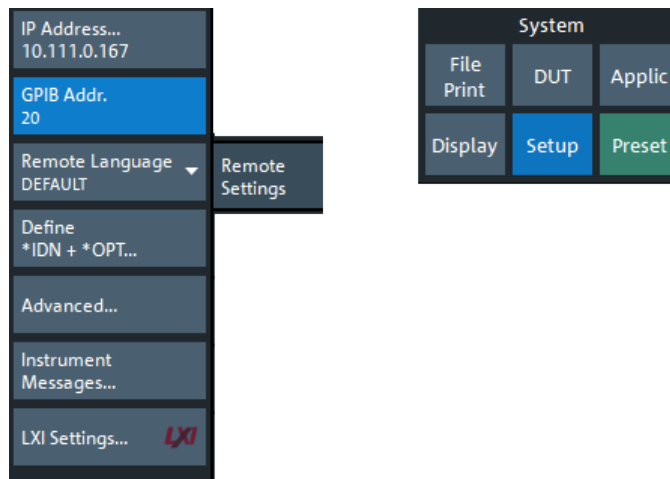 IP Address...
10.111.0.167
GPIB Addr.
20
Remote Language
DEFAULT
Define
*IDN + *OPT...
Advanced...
Instrument
Messages...
LXI Settings...
LXI
Remote
Settings
System
File
Print
DUT
Applic
Display
Setup
Preset